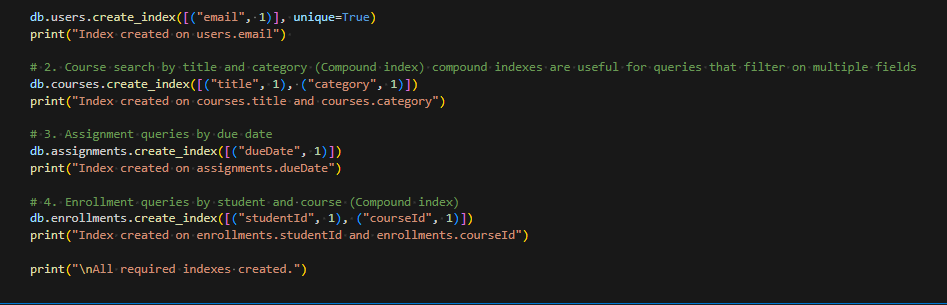 db.users.create_index([("email", 1)], unique=True)
print("Index created on users.email")
# 2. Course search by title and category (Compound index) compound indexes are useful for queries that filter on multiple fields
db.courses.create_index([("title", 1), ("category", 1)])
print("Index created on courses.title and courses.category")
# 3. Assignment queries by due date
db.assignments.create_index([("dueDate", 1)])
print("Index created on assignments.dueDate")
# 4. Enrollment queries by student and course (Compound index)
db.enrollments.create_index([("studentId", 1), ("courseId", 1)])
print("Index created on enrollments.studentId and enrollments.courseId")
print("\nAll required indexes created.")